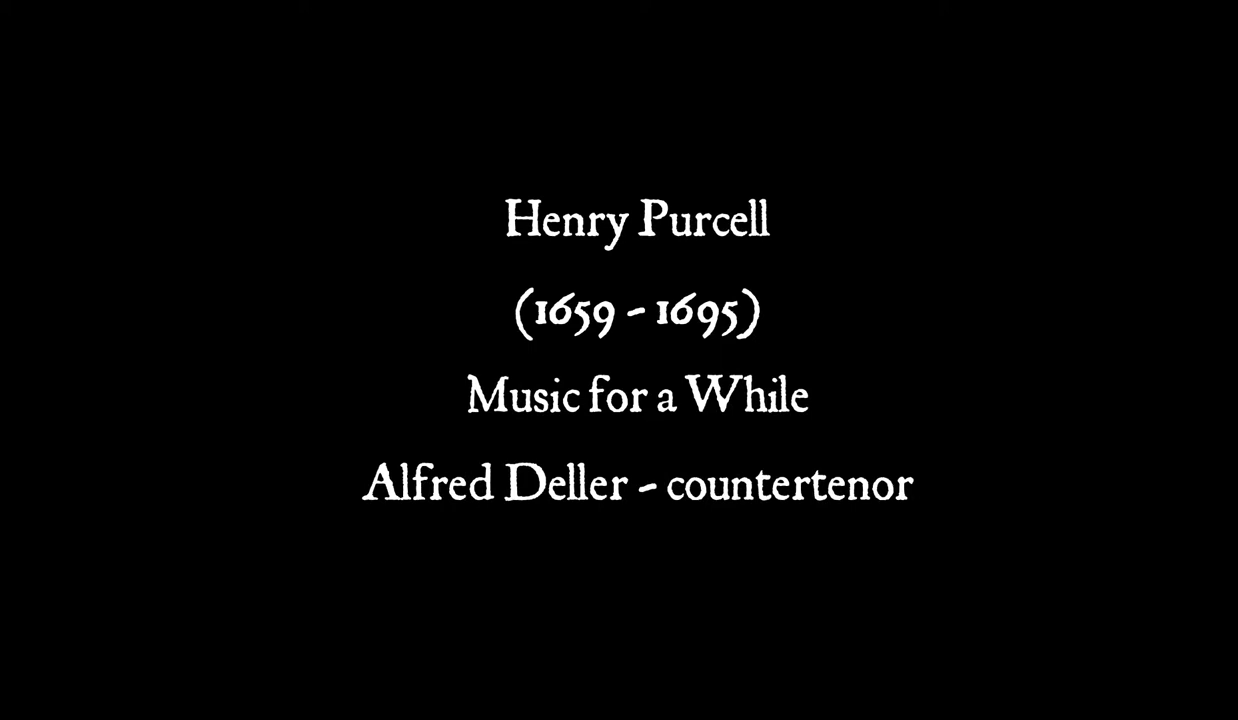 Henry Purcell
(1659 - 1695)
Music for a While
Alfred Deller - countertenor